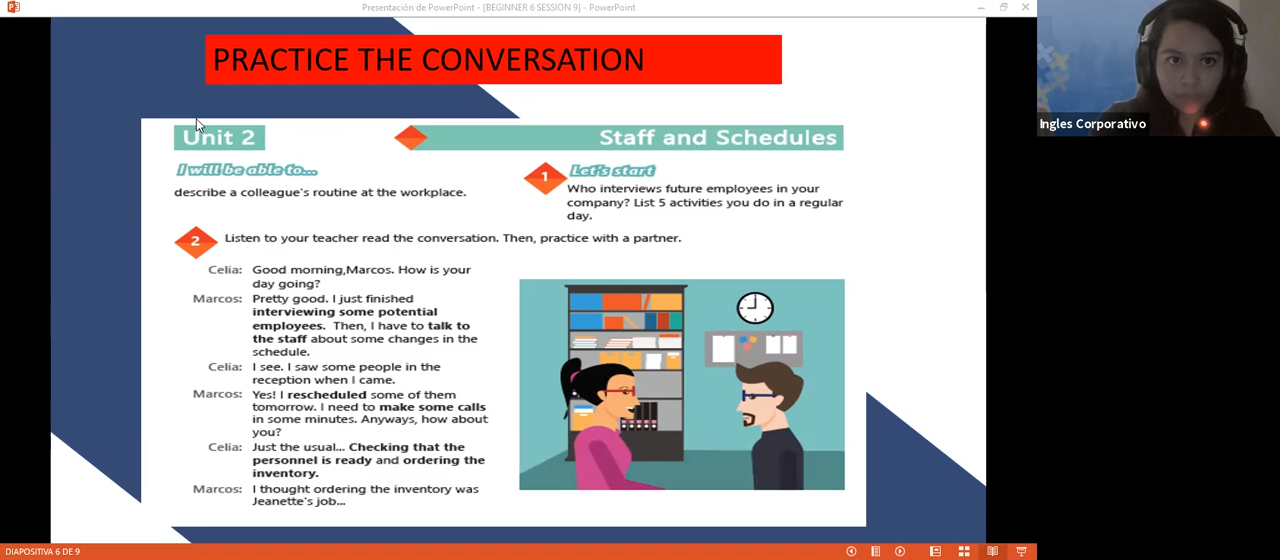 Presentación de PowerPoint - [BEGINNER 6 SESSION 9] - PowerPoint
PRACTICE THE CONVERSATION
Unit 2
Staff and Schedules
I will be able to...
describe a colleague's routine at the workplace.
1
Let's start
Who interviews future employees in your
company? List 5 activities you do in a regular
day.
2
Listen to your teacher read the conversation. Then, practice with a partner.
Celia: Good morning,Marcos. How is your
day going?
Marcos: Pretty good. I just finished
interviewing some potential
employees. Then, I have to talk to
the staff about some changes in the
schedule.
Celia: I see. I saw some people in the
reception when I came.
Marcos: Yes! I rescheduled some of them
tomorrow. I need to make some calls
in some minutes. Anyways, how about
you?
Celia: Just the usual... Checking that the
personnel is ready and ordering the
inventory.
Marcos: I thought ordering the inventory was
Jeanette's job...
Ingles Corporativo
DIAPOSITIVA 6 DE 9